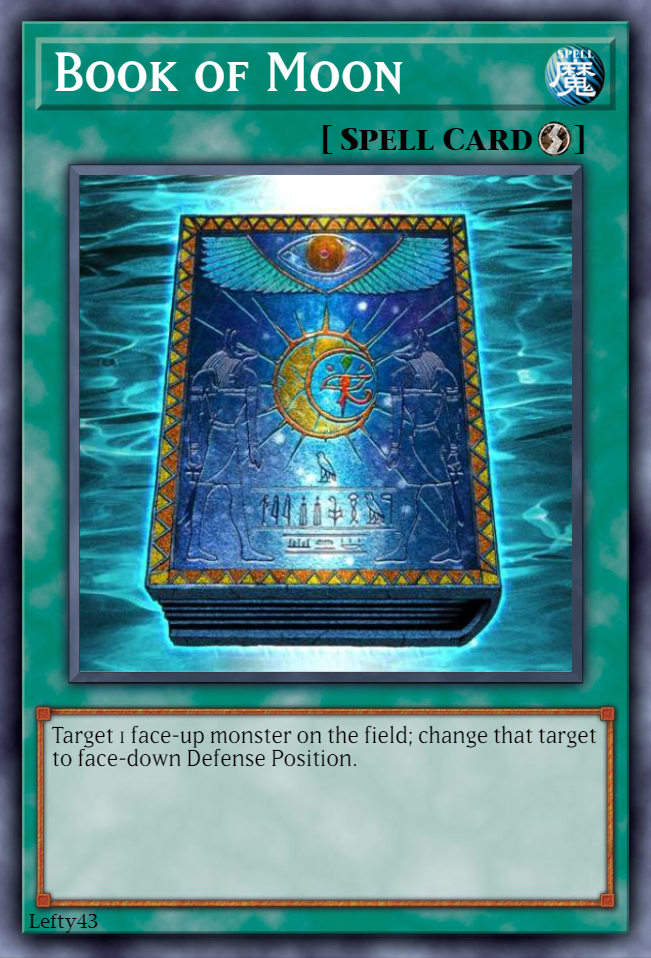 Book of Moon
SPELL
魔
[ Spell Card ]
Target 1 face-up monster on the field; change that target
to face-down Defense Position.
Lefty43